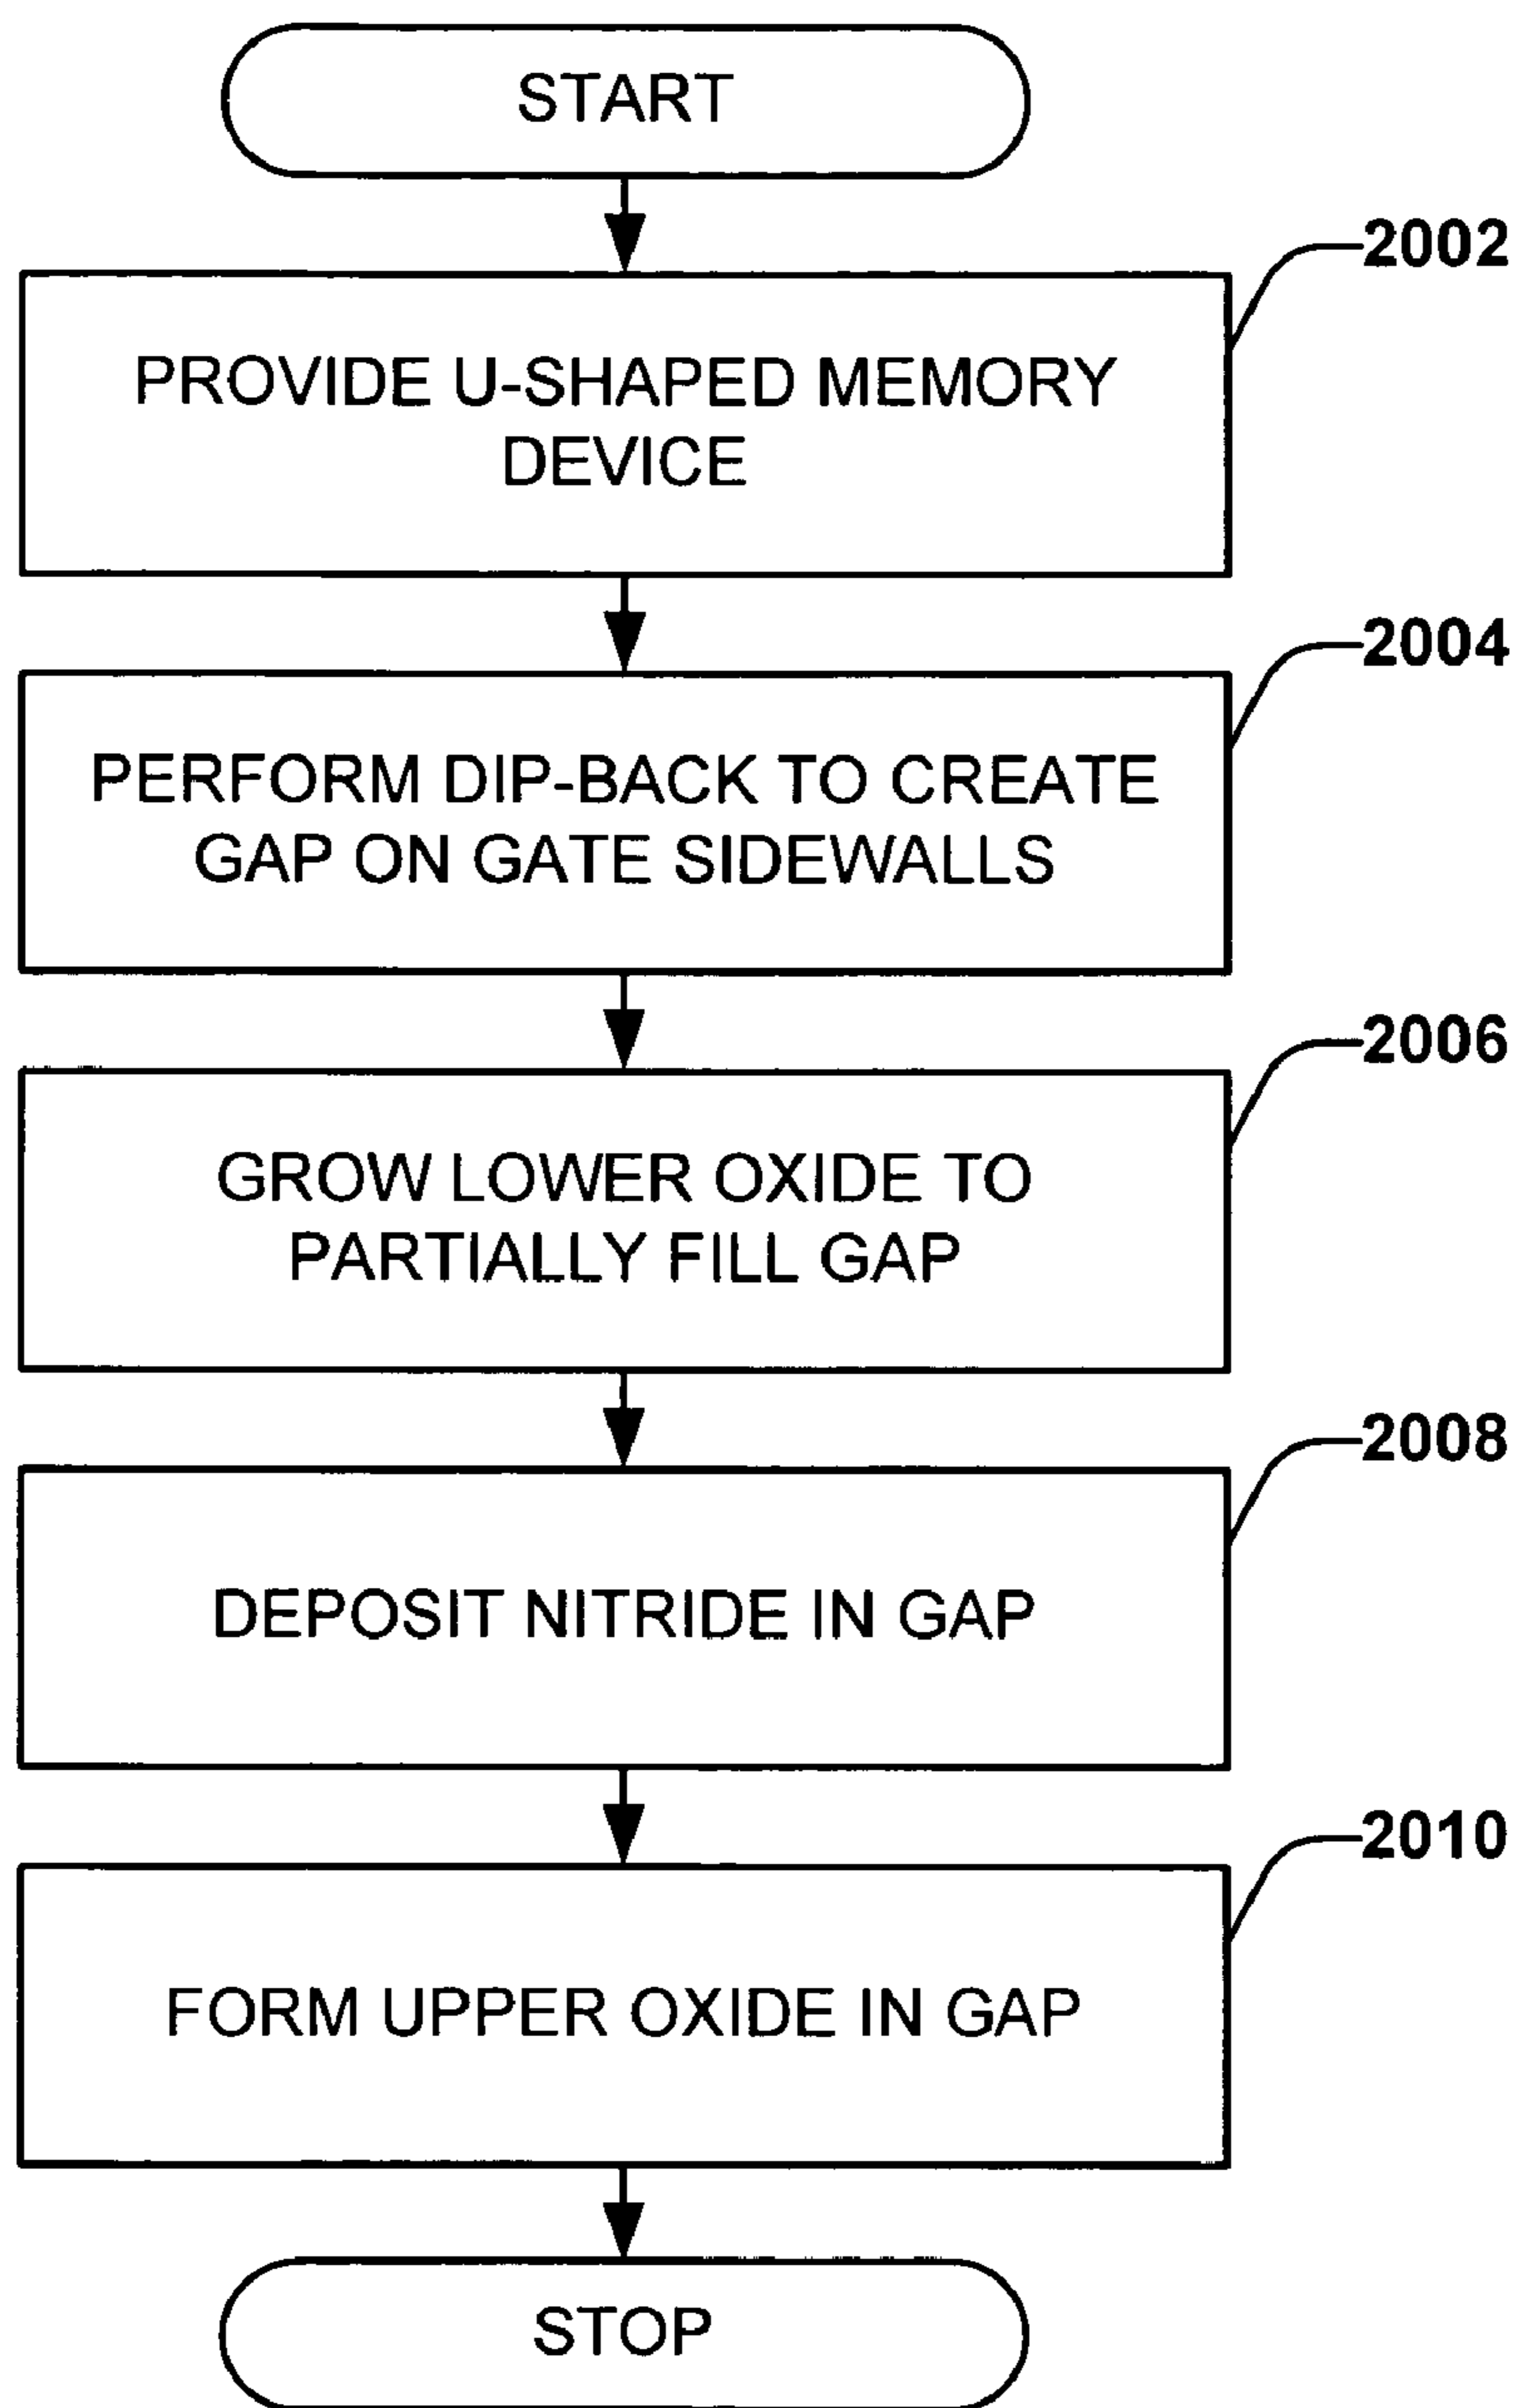 START
2002
PROVIDE U-SHAPED MEMORY
DEVICE
2004
PERFORM DIP-BACK TO CREATE
GAP ON GATE SIDEWALLS
2006
GROW LOWER OXIDE TO
PARTIALLY FILL GAP
2008
DEPOSIT NITRIDE IN GAP
2010
FORM UPPER OXIDE IN GAP
STOP